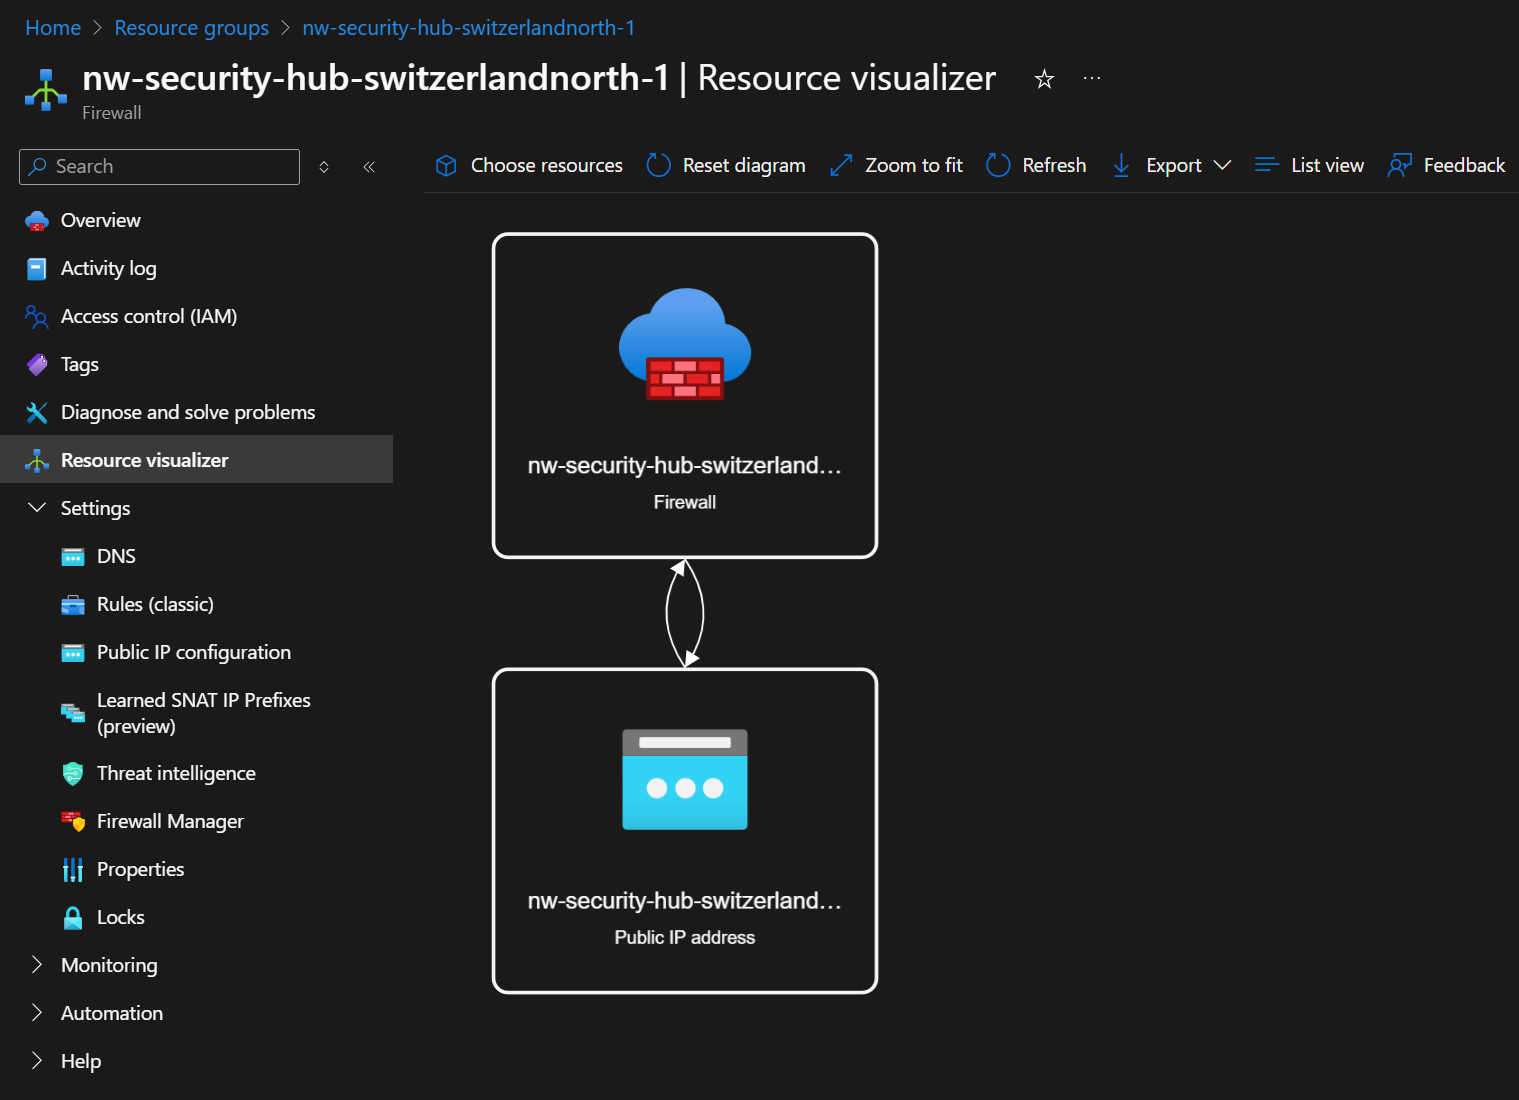 Home > Resource groups > nw-security-hub-switzerlandnorth-1
nw-security-hub-switzerlandnorth-1 | Resource visualizer
Firewall
Search
Choose resources
Reset diagram
Zoom to fit
Refresh
Export
List view
Feedback
Overview
Activity log
Access control (IAM)
Tags
Diagnose and solve problems
Resource visualizer
Settings
DNS
Rules (classic)
Public IP configuration
Learned SNAT IP Prefixes
(preview)
Threat intelligence
Firewall Manager
Properties
Locks
Monitoring
Automation
Help
nw-security-hub-switzerland...
Firewall
nw-security-hub-switzerland...
Public IP address